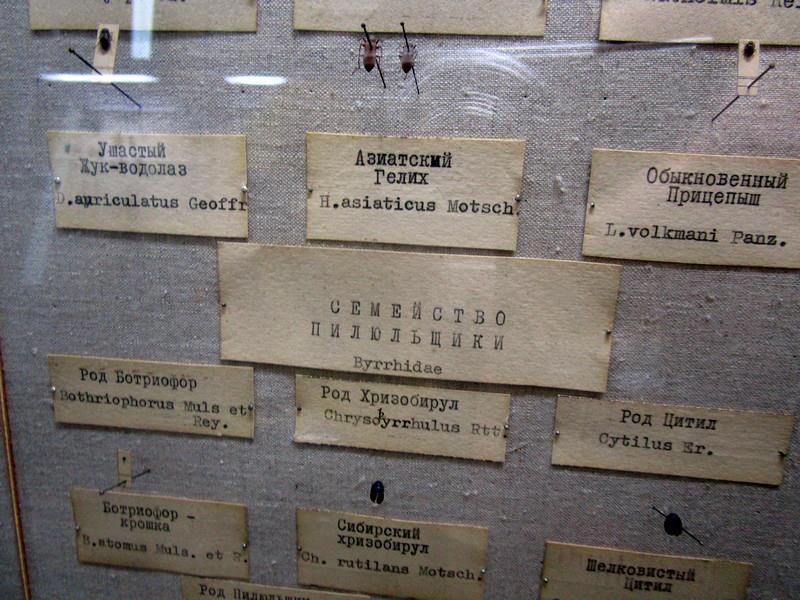 Ушастый
Жук-водолаз
D.auriculatus Geoffr
Азиатский
Гелих
H.asiaticus Motsch.
Обыкновенный
Прицепыш
L.volkmani Panz.
СЕМЕЙСТВО
ПИЛЮЛЬЩИКИ
Byrrhidae
Род Ботриофор
Bothriophorus Muls et
Rey.
Род Хризобирул
Chrysobyrrhulus Rtt.
Род Цитил
Cytilus Er.
Ботриофор -
крошка
B.atomus Muls. et R.
Сибирский
хризобирул
Ch. rutilans Motsch.
Шелковистый
Цитил
Род Пилюльщик